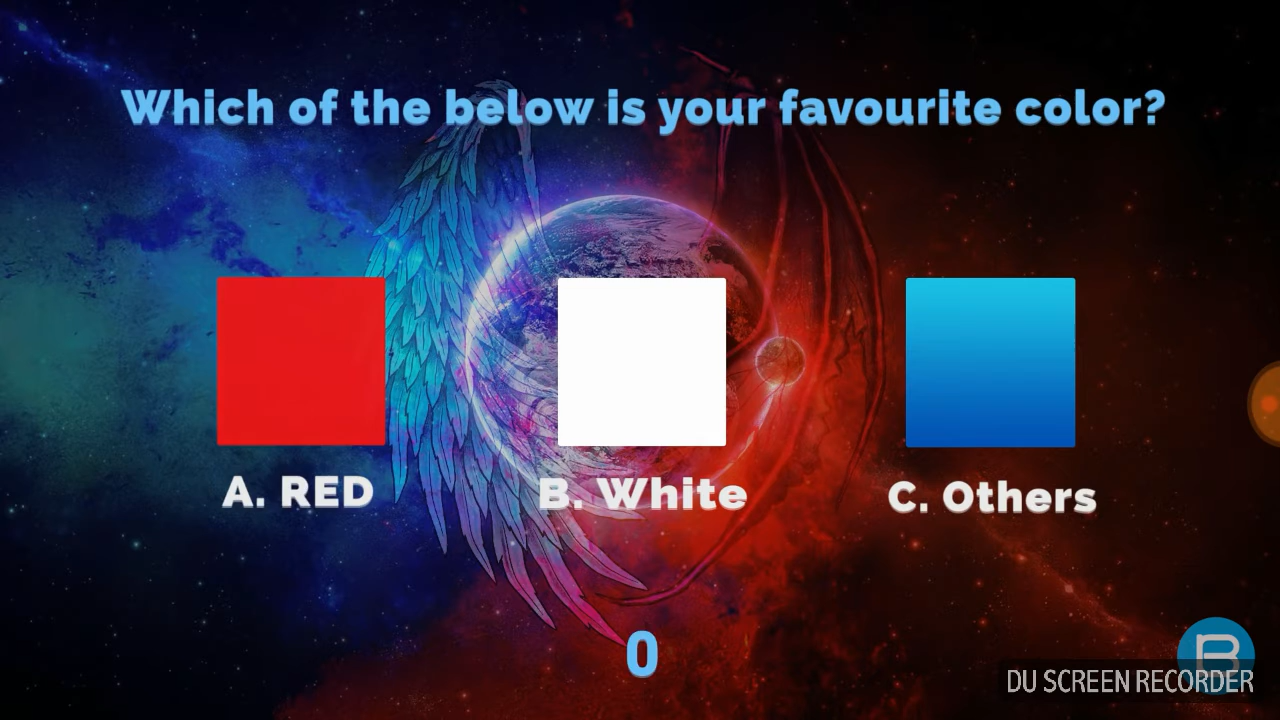 Which of the below is your favourite color?
A. RED
B. White
C. Others
0
B
DU SCREEN RECORDER